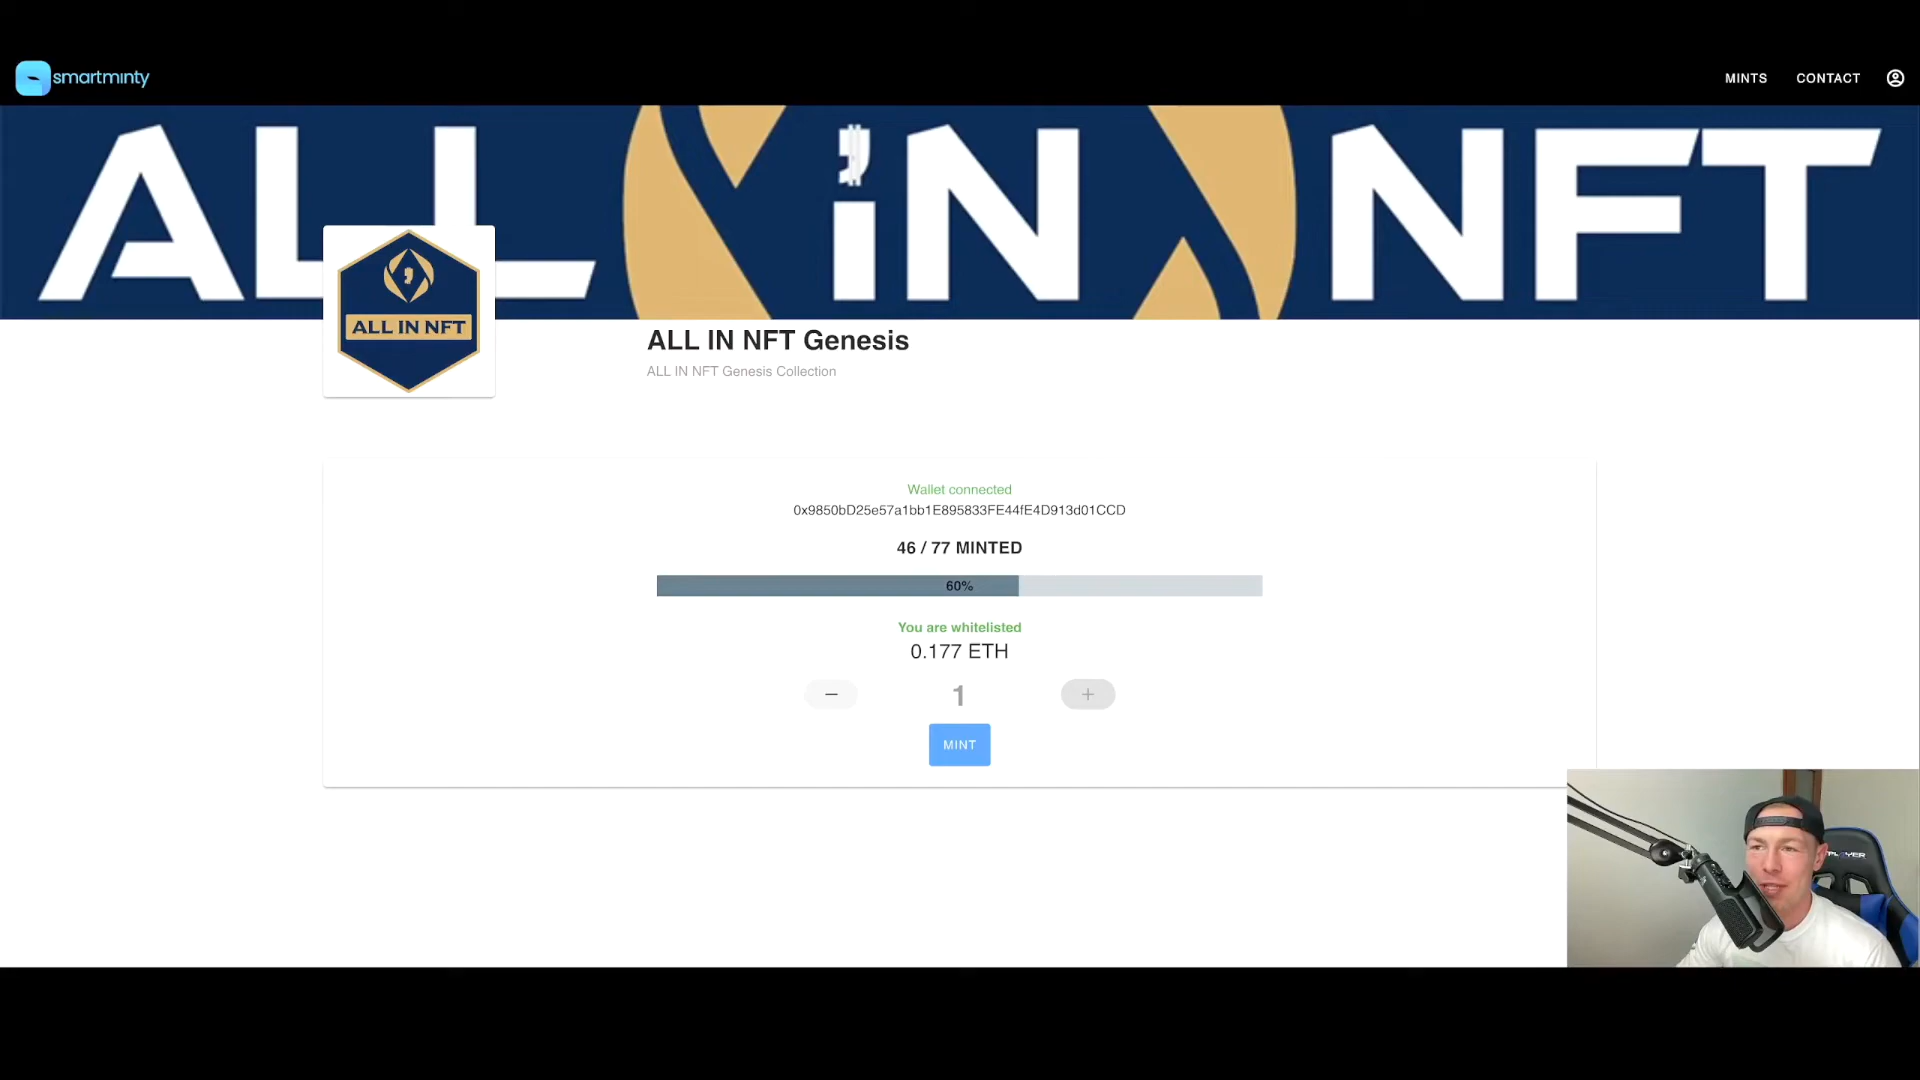 smartminty
MINTS
CONTACT
ALL iN NFT
ALL IN NFT
ALL IN NFT Genesis
ALL IN NFT Genesis Collection
Wallet connected
0x9850bD25e57a1bb1E895833FE44fE4D913d01CCD
46 / 77 MINTED
60%
You are whitelisted
0.177 ETH
− 1 +
MINT
PLAYER